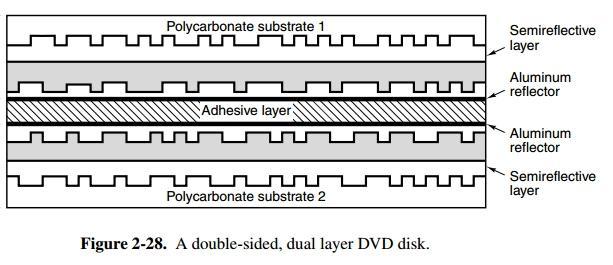 Polycarbonate substrate 1
Semireflective
layer
Aluminum
reflector
Adhesive layer
Aluminum
reflector
Semireflective
layer
Polycarbonate substrate 2
Figure 2-28. A double-sided, dual layer DVD disk.